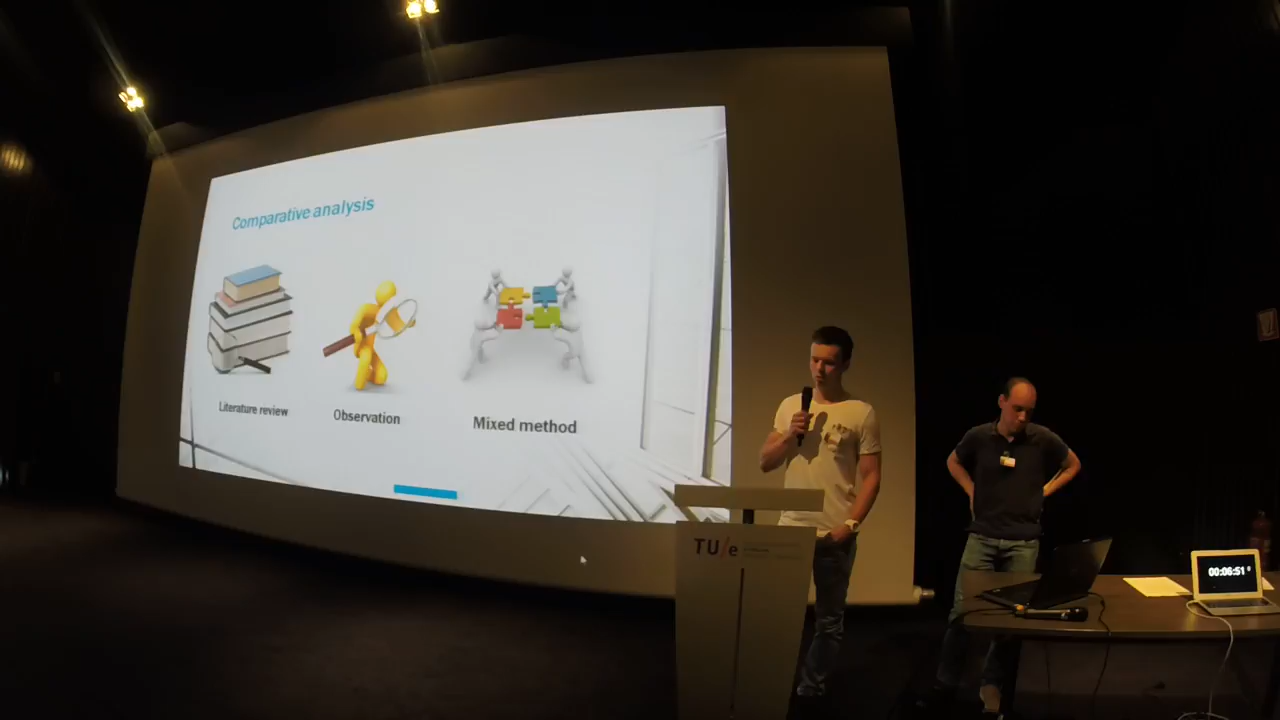 Comparative analysis
Literature review
Observation
Mixed method
TU/e
00:06:51